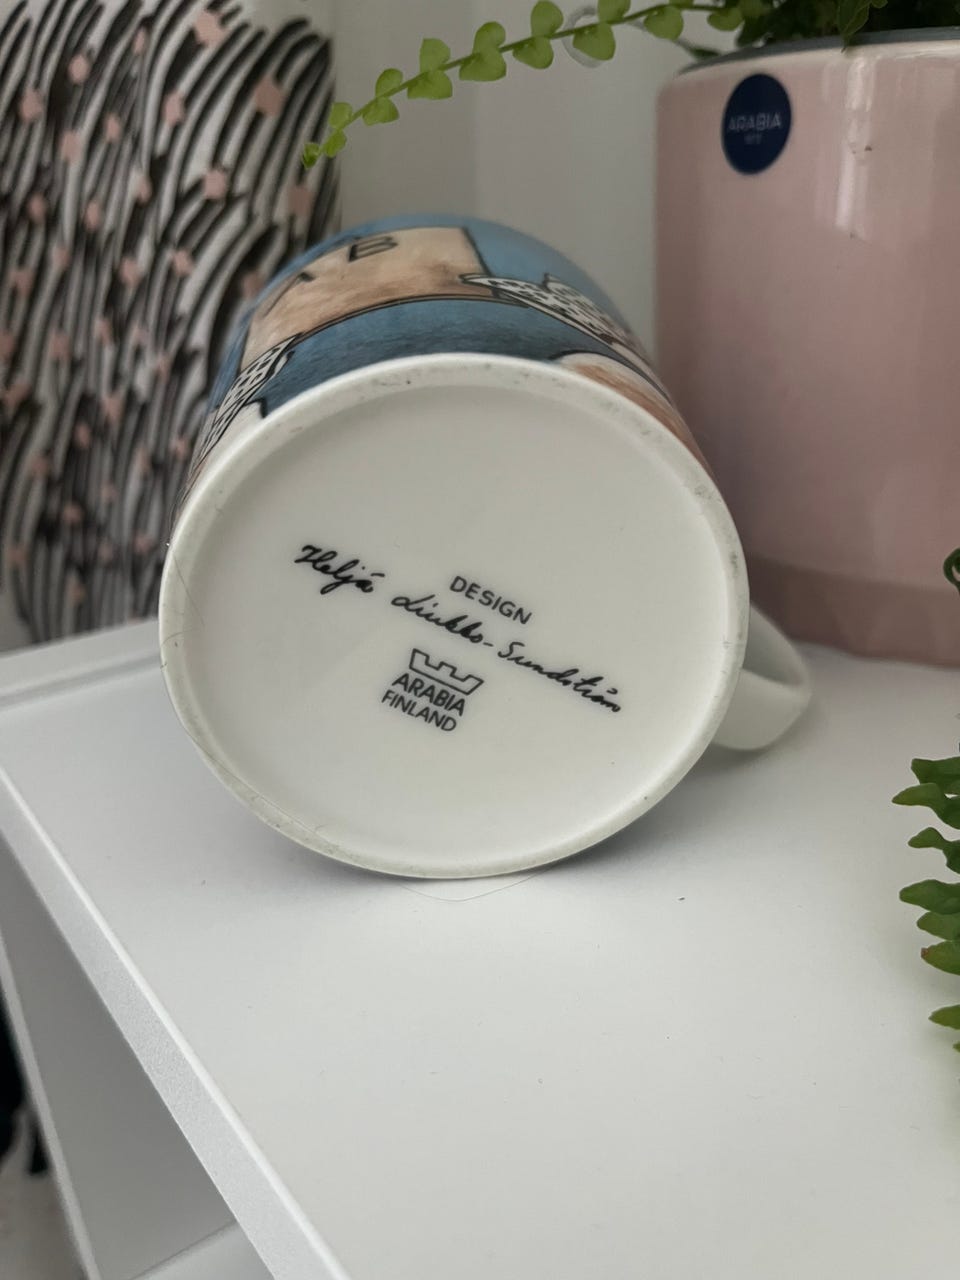 ARABIA
A B
DESIGN
Heljä Liukko-Sundström
ARABIA
FINLAND